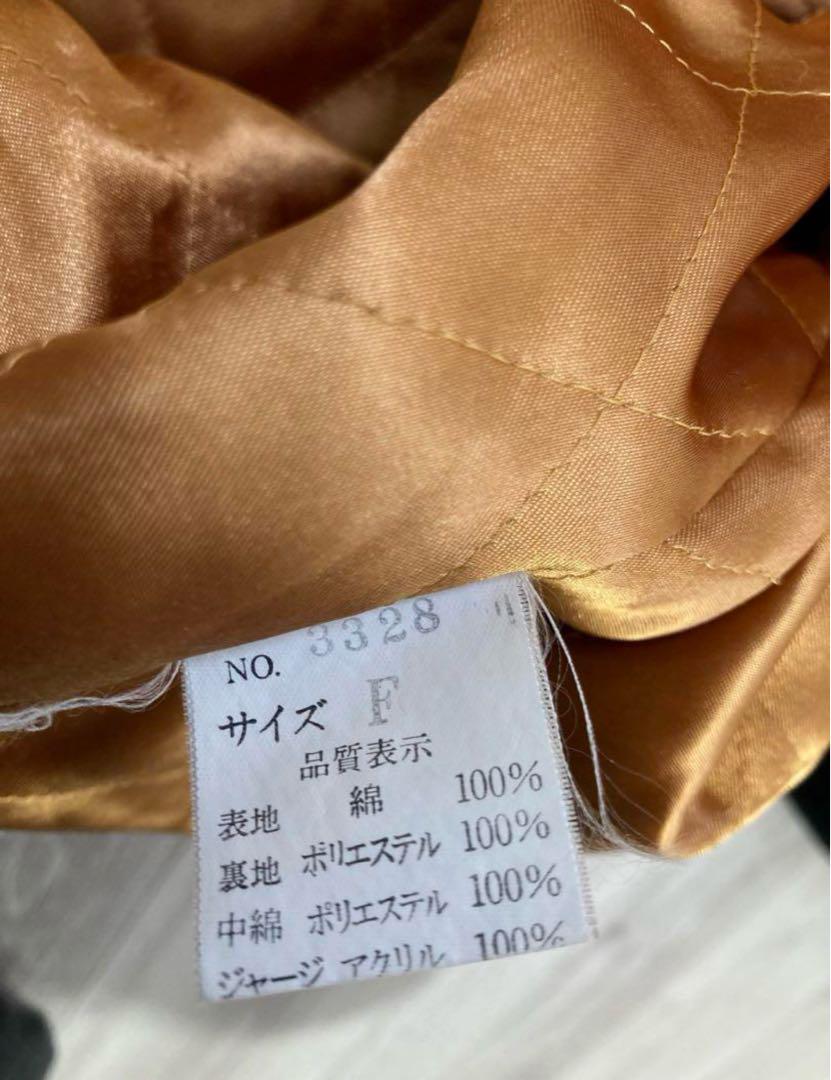 NO. 3328
サイズ F
品質表示
表地 綿 100%
裏地 ポリエステル 100%
中綿 ポリエステル 100%
ジャージ アクリル 100%